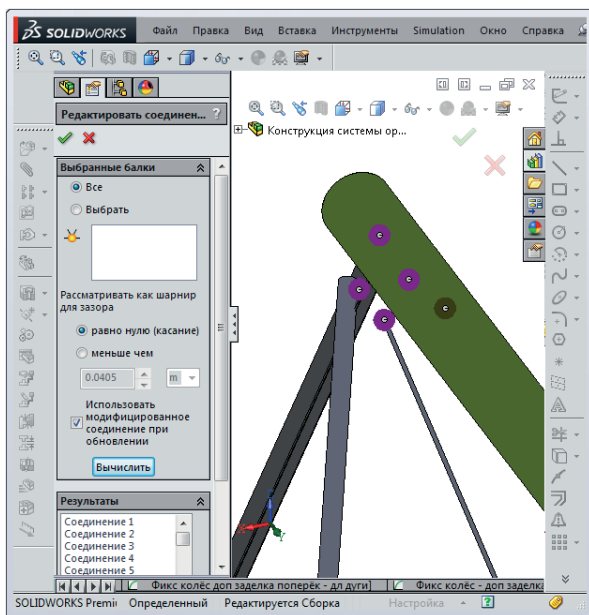 SOLIDWORKS Файл Правка Вид Вставка Инструменты Simulation Окно Справка
Редактировать соединен... ?
Конструкция системы ор...
Выбранные балки
Все
Выбрать
Рассматривать как шарнир
для зазора
равно нулю (касание)
меньше чем
0.0405 m
Использовать
модифицированное
соединение при
обновлении
Вычислить
Результаты
Соединение 1
Соединение 2
Соединение 3
Соединение 4
Соединение 5
Фикс колёс доп заделка поперёк - дл дуги] Фикс колёс - доп заделка
SOLIDWORKS Premi Определенный Редактируется Сборка Настройка ?